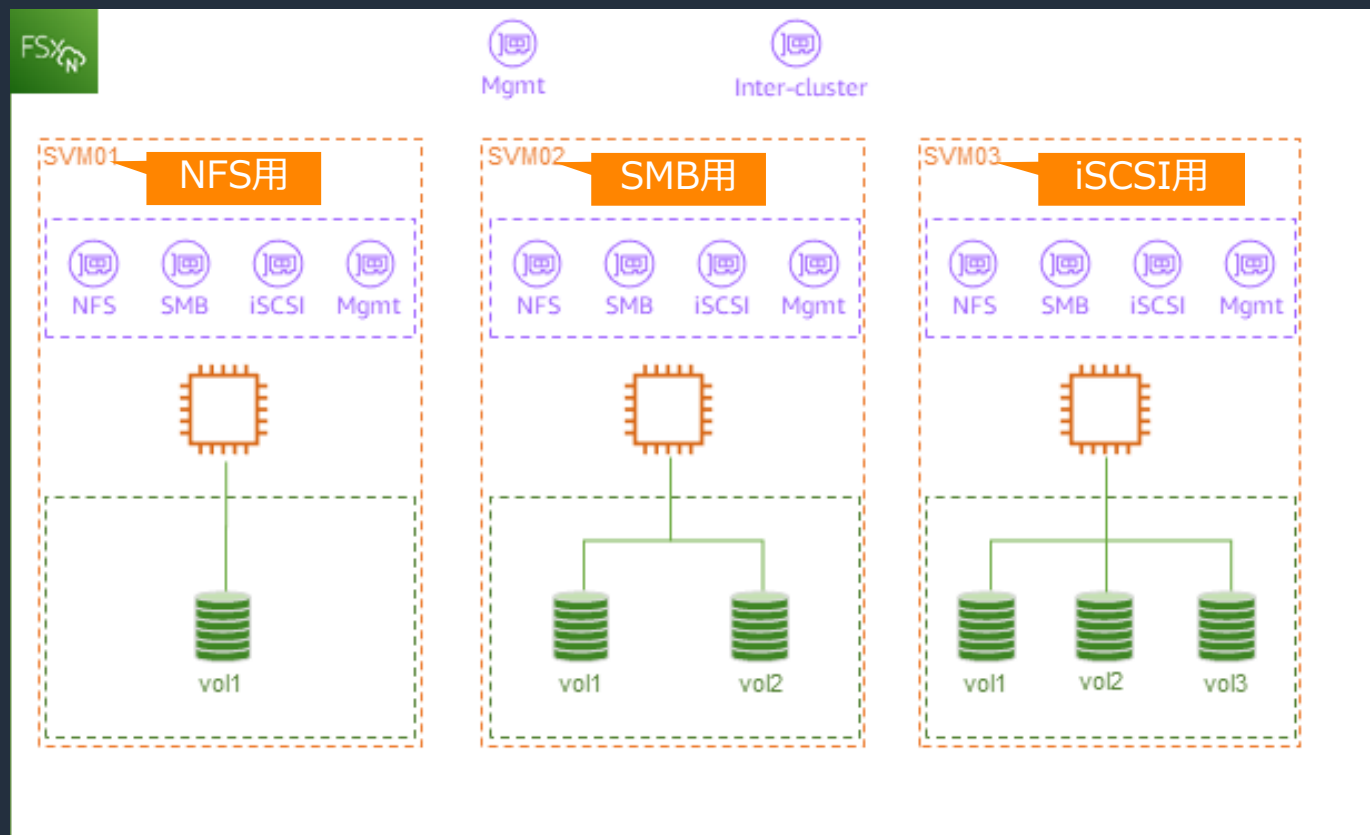 FSx
N
Mgmt
Inter-cluster
SVM01
NFS用
SVM02
SMB用
SVM03
iSCSI用
NFS SMB iSCSI Mgmt
NFS SMB iSCSI Mgmt
NFS SMB iSCSI Mgmt
vol1
vol1 vol2
vol1 vol2 vol3